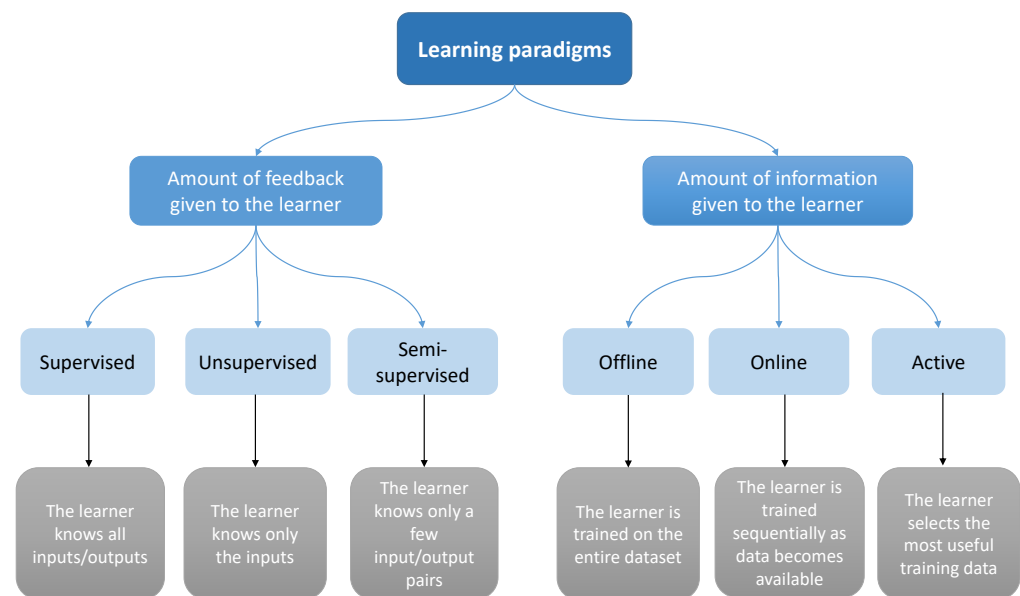 Learning paradigms
Amount of feedback
given to the learner
Amount of information
given to the learner
Supervised
Unsupervised
Semi-
supervised
Offline
Online
Active
The learner
knows all
inputs/outputs
The learner
knows only
the inputs
The learner
knows only a
few
input/output
pairs
The learner is
trained on the
entire dataset
The learner is
trained
sequentially as
data becomes
available
The learner
selects the
most useful
training data